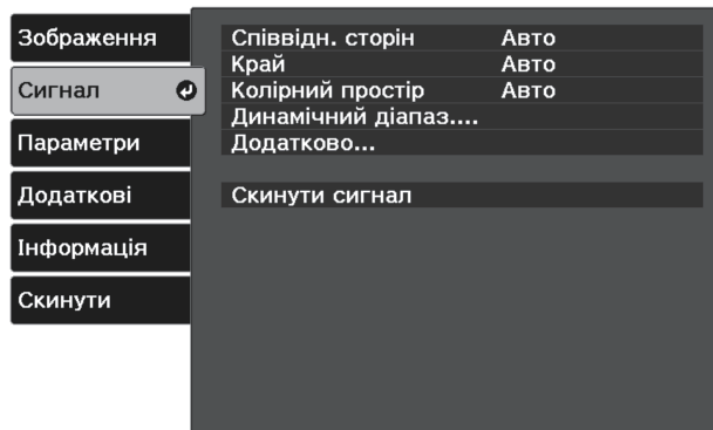 Зображення
Сигнал
Параметри
Додаткові
Інформація
Скинути
Співвідн. сторін Авто
Край Авто
Колірний простір Авто
Динамічний діапаз....
Додатково...
Скинути сигнал